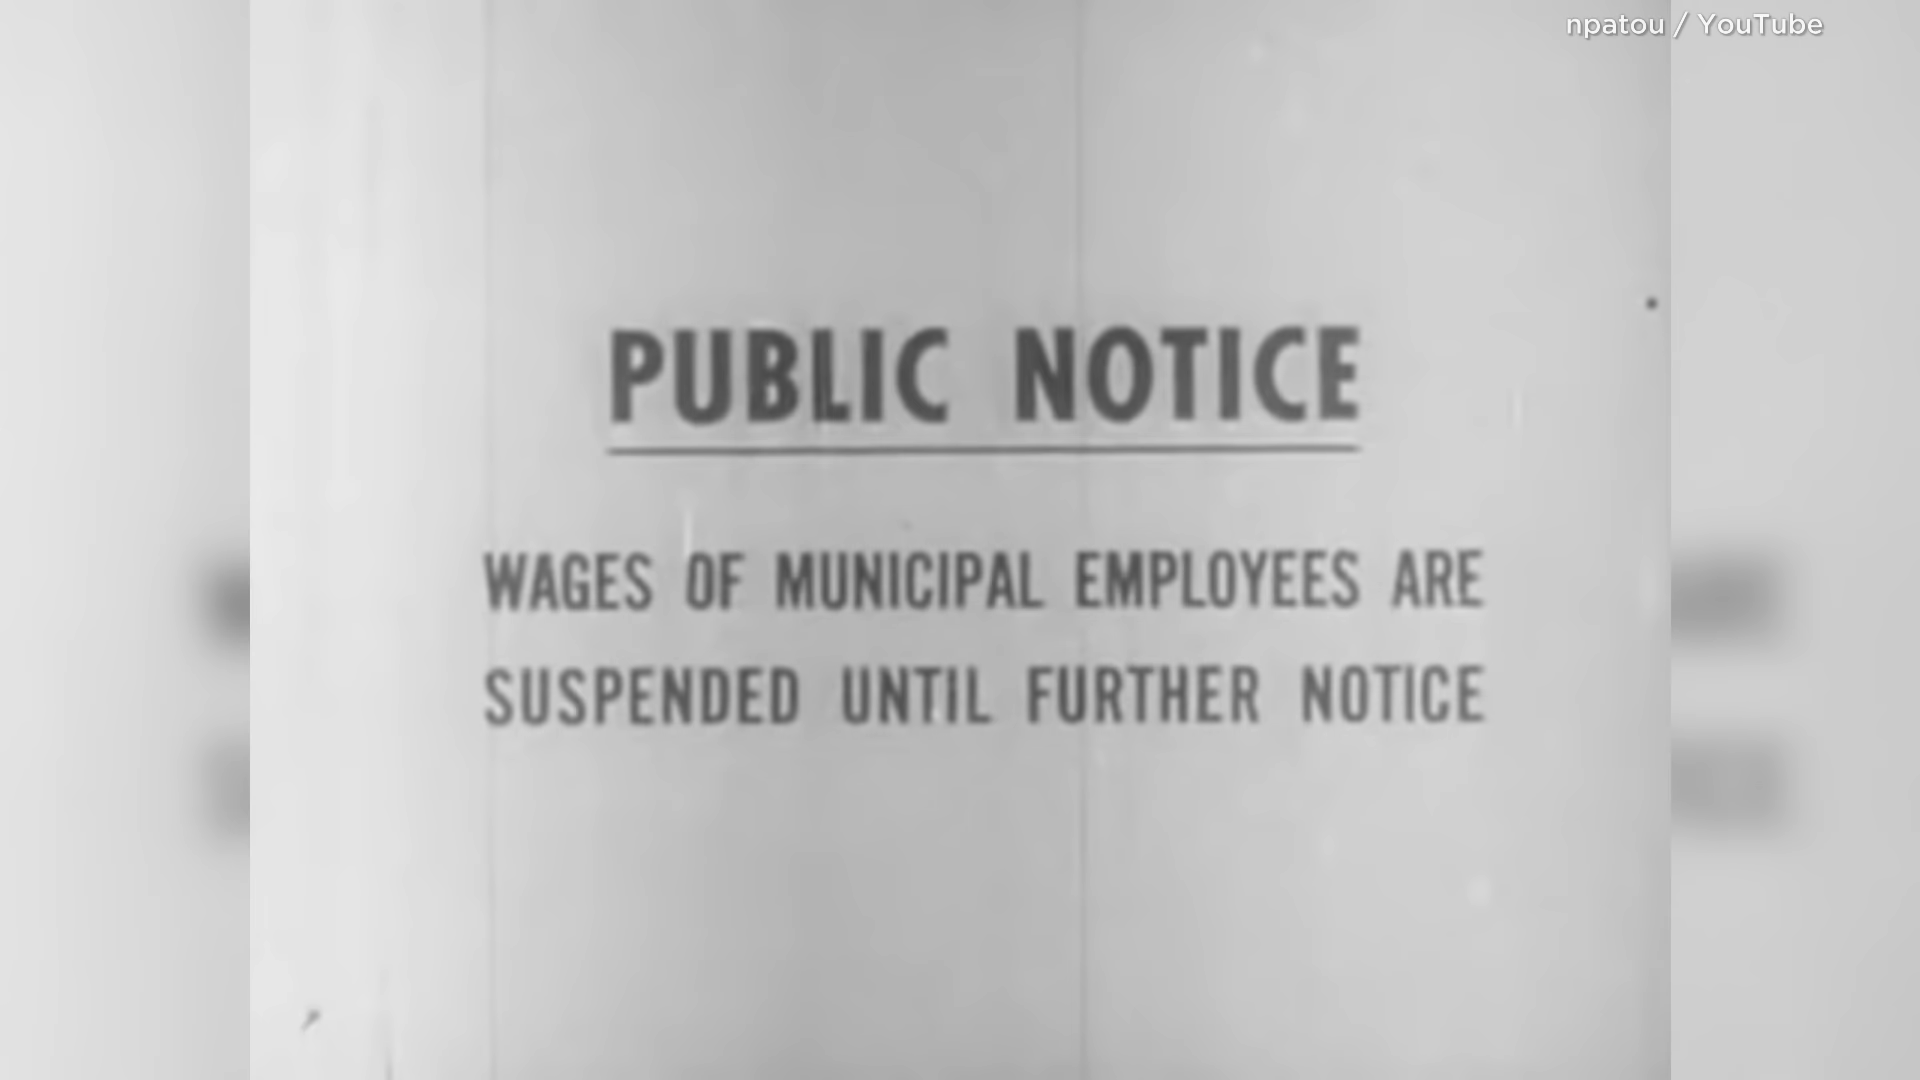 npatou / YouTube
PUBLIC NOTICE
WAGES OF MUNICIPAL EMPLOYEES ARE
SUSPENDED UNTIL FURTHER NOTICE